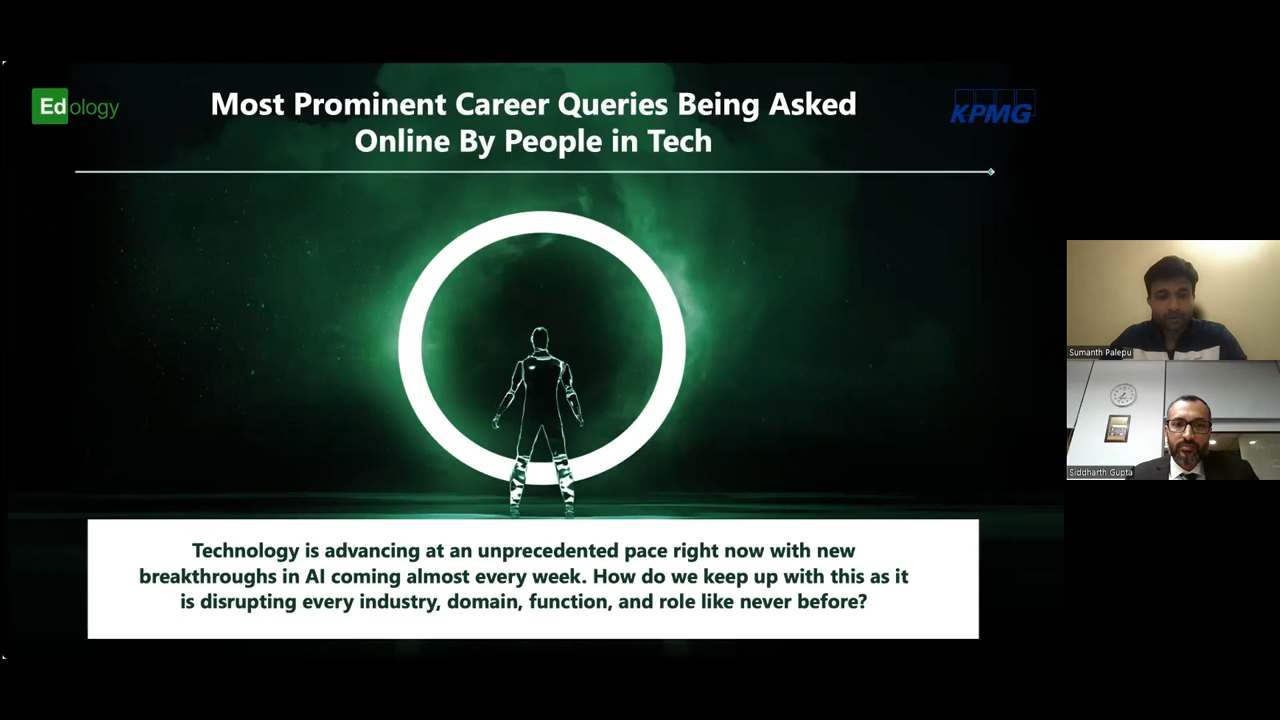 Edology
Most Prominent Career Queries Being Asked
Online By People in Tech
KPMG
Technology is advancing at an unprecedented pace right now with new
breakthroughs in AI coming almost every week. How do we keep up with this as it
is disrupting every industry, domain, function, and role like never before?
Sumanth Palepu
Siddharth Gupta